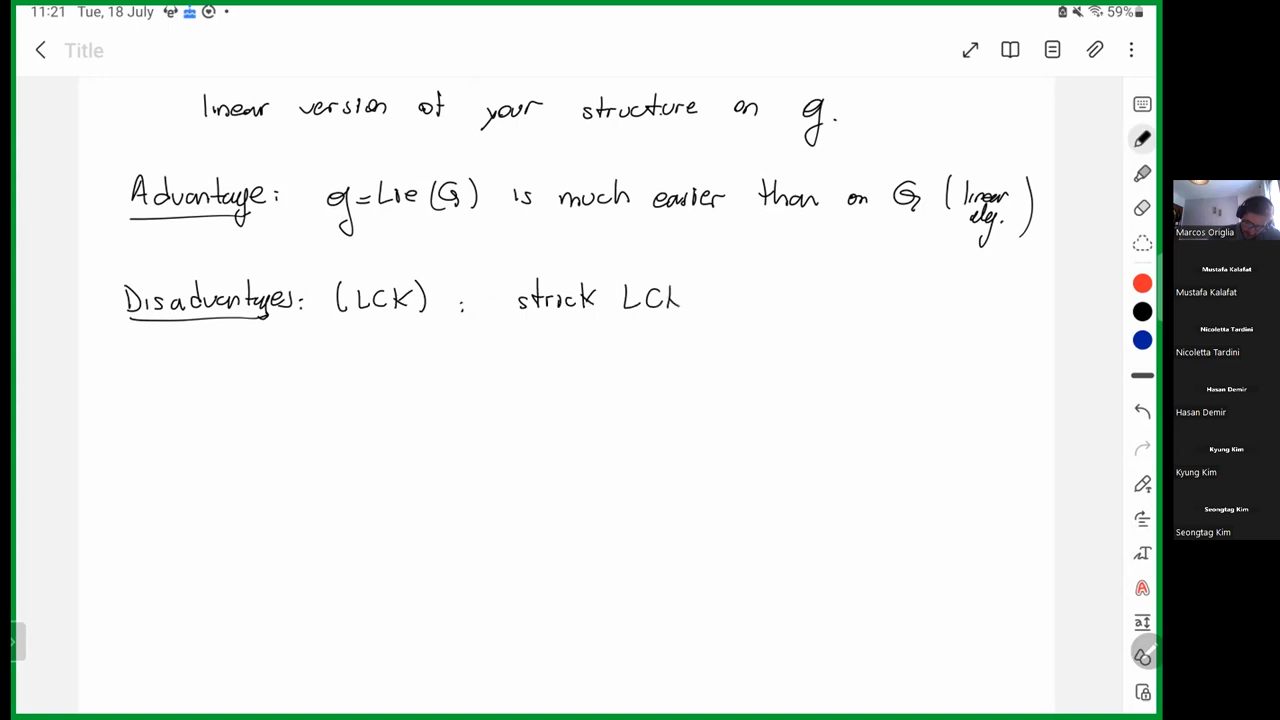 11:21 Tue, 18 July
59%
Title
linear version of your structure on g.
Advantage: g=Lie(G) is much easier than on G (linear alg.)
Disadvantages: (LCK): strick LCK
Marcos Origlia
Mustafa Kalafat
Mustafa Kalafat
Nicoletta Tardini
Nicoletta Tardini
Hasan Demir
Hasan Demir
Kyung Kim
Kyung Kim
Seongtag Kim
Seongtag Kim